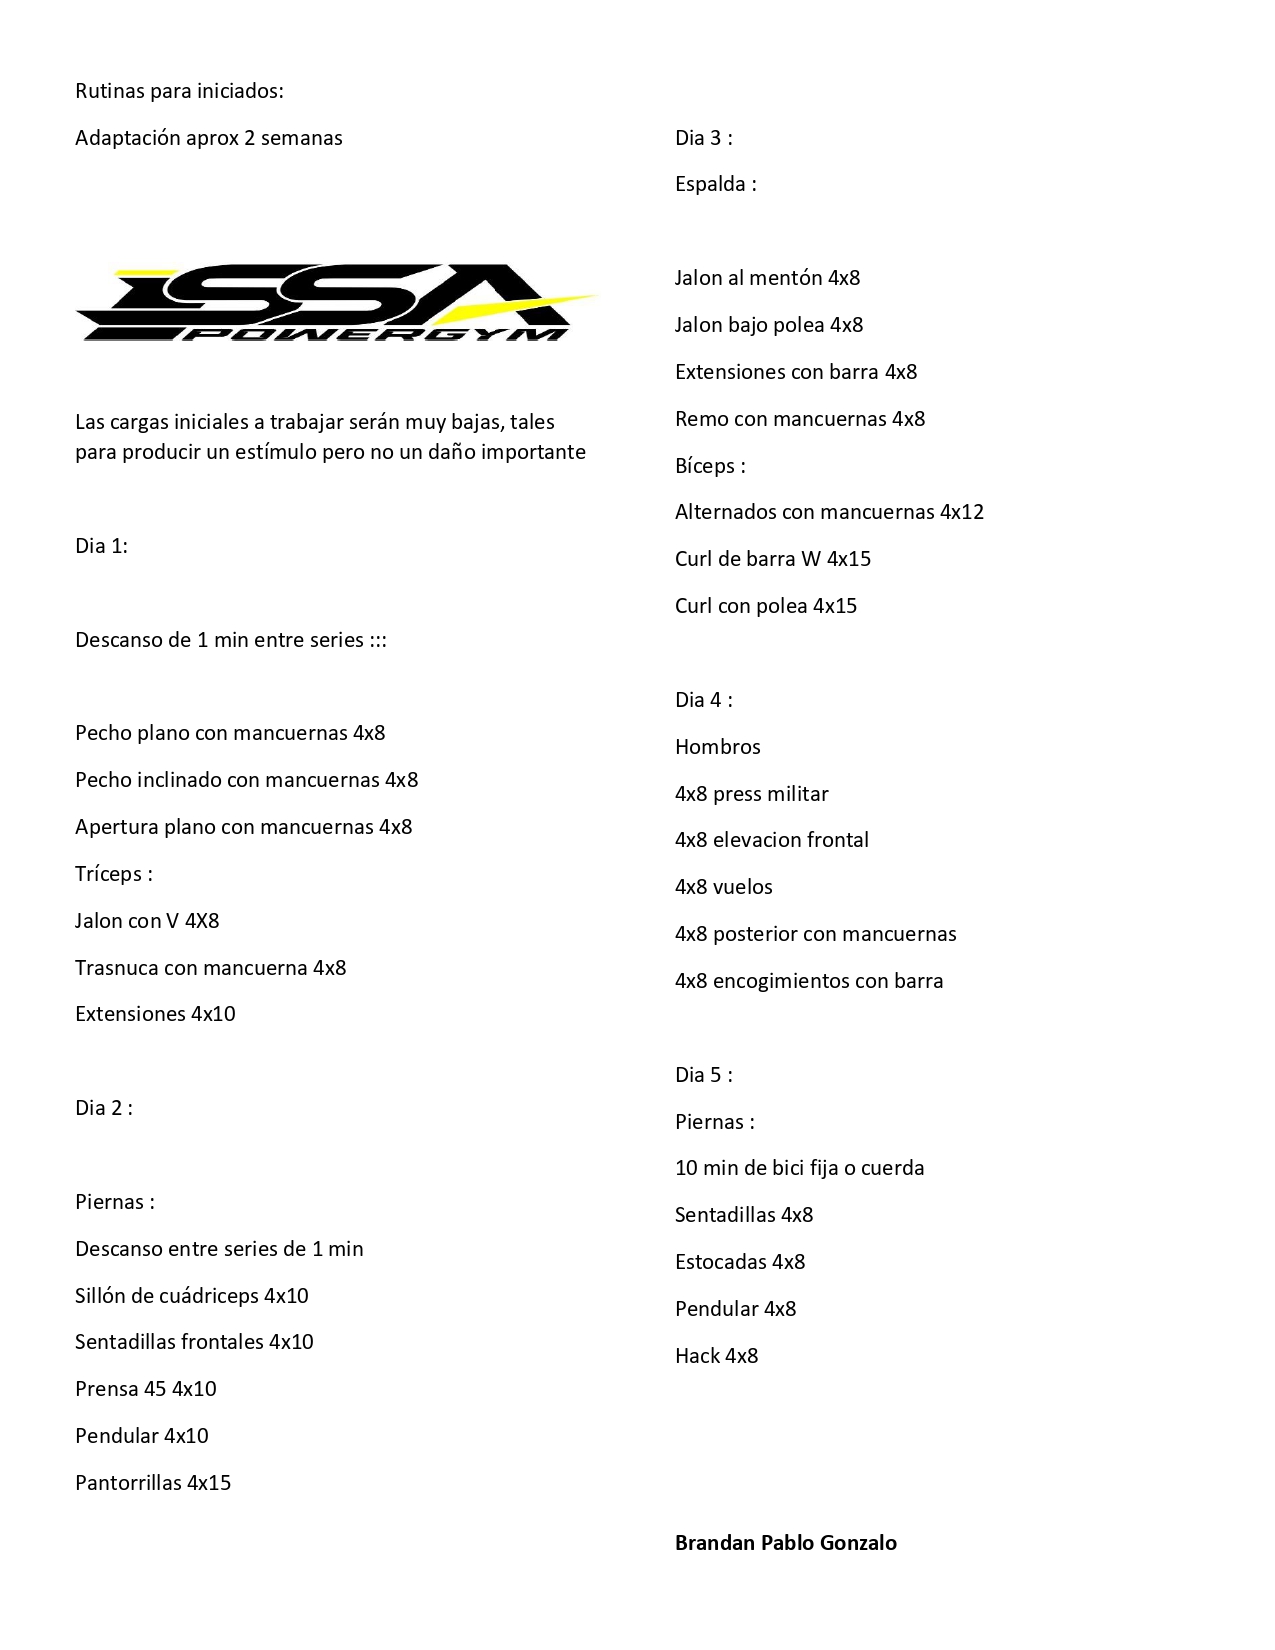 Rutinas para iniciados:
Adaptación aprox 2 semanas
ISSA
POWERGYM
Las cargas iniciales a trabajar serán muy bajas, tales
para producir un estímulo pero no un daño importante
Dia 1:
Descanso de 1 min entre series :::
Pecho plano con mancuernas 4x8
Pecho inclinado con mancuernas 4x8
Apertura plano con mancuernas 4x8
Tríceps :
Jalon con V 4X8
Trasnuca con mancuerna 4x8
Extensiones 4x10
Dia 2 :
Piernas :
Descanso entre series de 1 min
Sillón de cuádriceps 4x10
Sentadillas frontales 4x10
Prensa 45 4x10
Pendular 4x10
Pantorrillas 4x15
Dia 3 :
Espalda :
Jalon al mentón 4x8
Jalon bajo polea 4x8
Extensiones con barra 4x8
Remo con mancuernas 4x8
Bíceps :
Alternados con mancuernas 4x12
Curl de barra W 4x15
Curl con polea 4x15
Dia 4 :
Hombros
4x8 press militar
4x8 elevacion frontal
4x8 vuelos
4x8 posterior con mancuernas
4x8 encogimientos con barra
Dia 5 :
Piernas :
10 min de bici fija o cuerda
Sentadillas 4x8
Estocadas 4x8
Pendular 4x8
Hack 4x8
Brandan Pablo Gonzalo